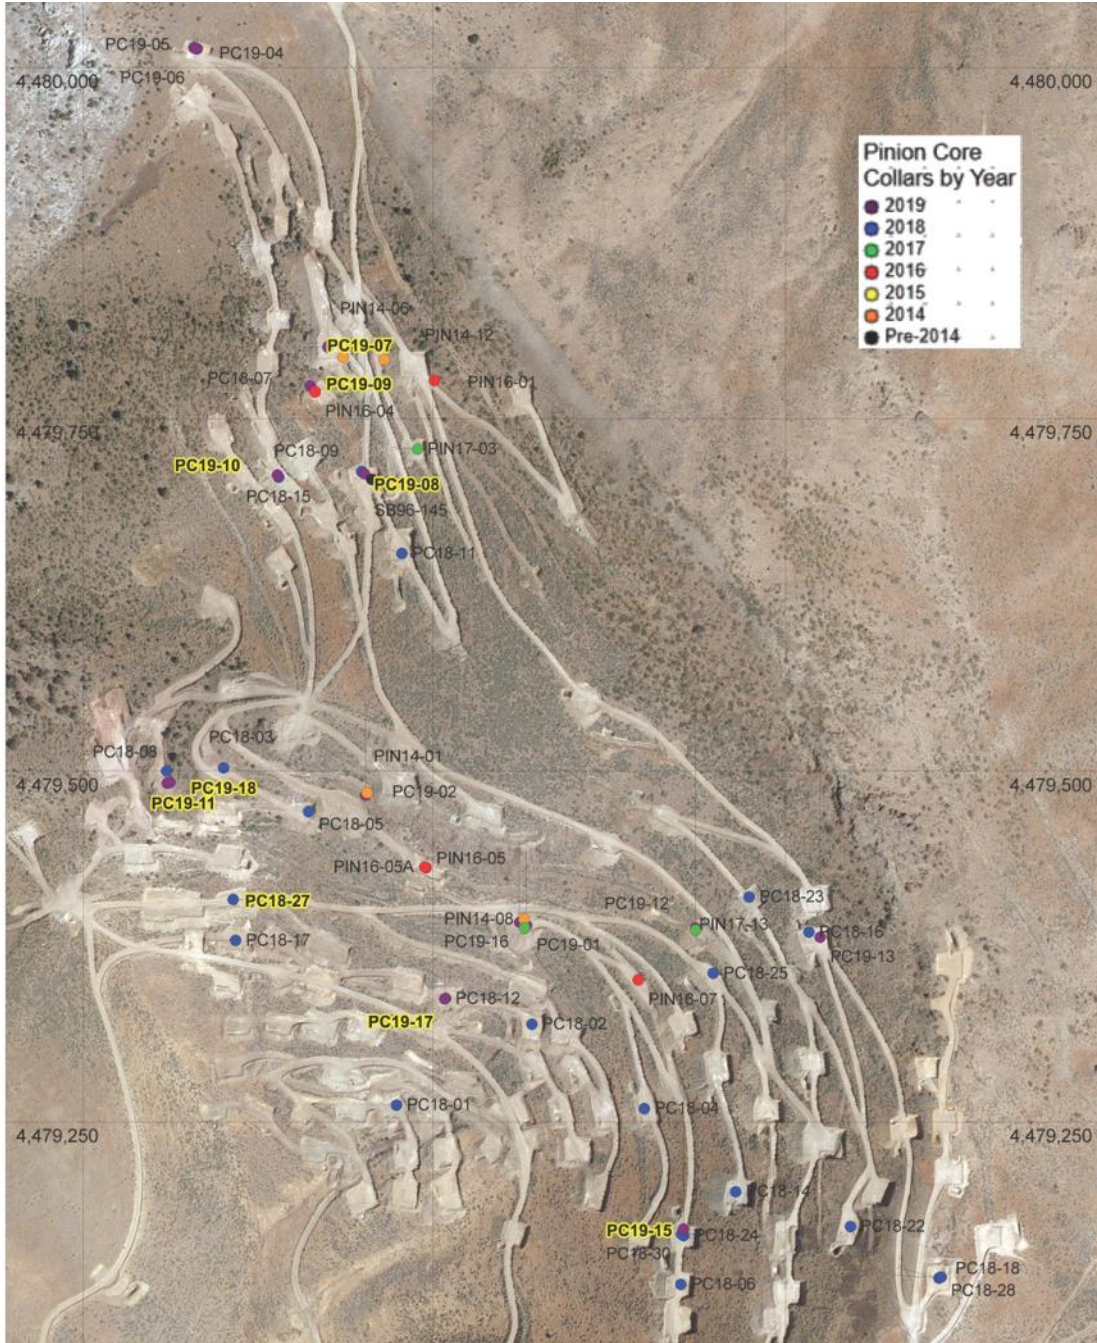 PC19-05
PC19-04
PC19-06
4,480,000
4,480,000
Pinion Core
Collars by Year
2019
2018
2017
2016
2015
2014
Pre-2014
PIN14-06
PC19-07
PIN14-12
PC18-07
PC19-09
PIN16-01
PIN16-04
4,479,750
4,479,750
PC18-09
PIN17-03
PC19-10
PC19-08
PC18-15
SB96-145
PC18-11
PC18-03
PC18-08
PIN14-01
4,479,500
4,479,500
PC19-18
PC19-02
PC19-11
PC18-05
PIN16-05
PIN16-05A
PC18-27
PC18-23
PC19-12
PIN14-08
PIN17-13
PC18-16
PC18-17
PC19-16
PC19-01
PC19-13
PC18-25
PIN16-07
PC18-12
PC19-17
PC18-02
PC18-01
PC18-04
4,479,250
4,479,250
PC18-14
PC19-15
PC18-24
PC18-22
PC18-30
PC18-18
PC18-06
PC18-28